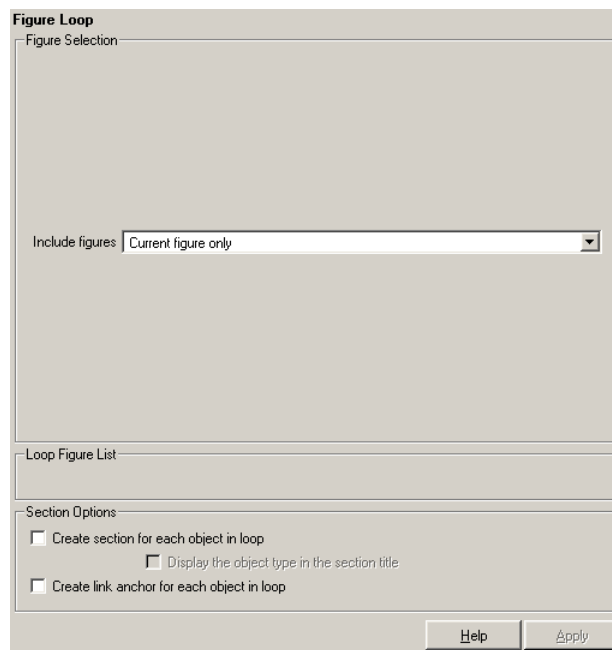 Figure Loop
Figure Selection
Include figures Current figure only
Loop Figure List
Section Options
Create section for each object in loop
Display the object type in the section title
Create link anchor for each object in loop
Help Apply